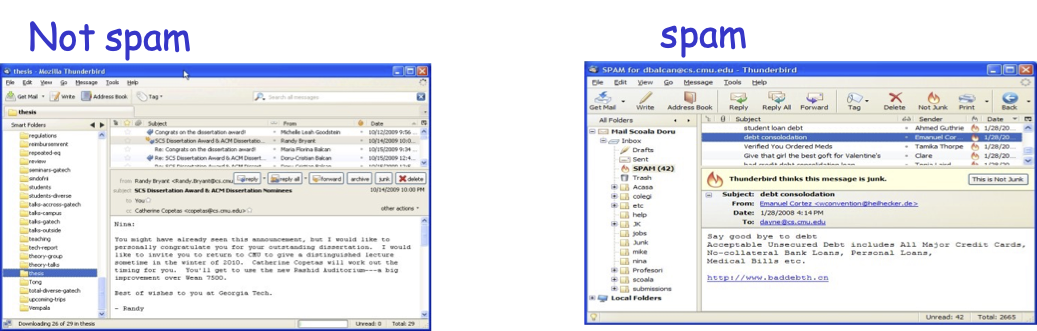 Not spam
spam
thesis - Mozilla Thunderbird
File Edit View Go Message Tools Help
Get Mail Write Address Book Tag Search all messages
thesis
Smart Folders
regulations
reimbursement
repeated-eq
review
seminars-gatech
sindofri
students
students-diverse
talks-accross-gatech
talks-campus
talks-gatech
talks-outside
teaching
tech-report
theory-group
theory-talks
thesis
Tong
total-diverse-gatech
upcoming-trips
Vempala
Subject From Date
Congrats on the dissertation award! Michelle Leah Goodstein 10/12/2009 9:56 ...
SCS Dissertation Award & ACM Dissertatio... Randy Bryant 10/14/2009 10:0...
Re: Congrats on the dissertation award! Maria Florina Balcan 10/15/2009 9:34 ...
Re: SCS Dissertation Award & ACM Dissert... Doru-Cristian Balcan 10/15/2009 12:4...
from Randy Bryant <Randy.Bryant@cs.cmu reply reply all forward archive junk delete
subject SCS Dissertation Award & ACM Dissertation Nominees 10/14/2009 10:00 PM
to You
cc Catherine Copetas <copetas@cs.cmu.edu> other actions
Nina:
You might have already seen this announcement, but I would like to
personally congratulate you for your outstanding dissertation. I would
like to invite you to return to CMU to give a distinguished lecture
sometime in the winter of 2010. Catherine Copetas will work out the
timing for you. You'll get to use the new Rashid Auditorium---a big
improvement over Wean 7500.
Best of wishes to you at Georgia Tech.
- Randy
Downloading 26 of 29 in thesis Unread: 0 Total: 29
SPAM for dbalcan@cs.cmu.edu - Thunderbird
File Edit View Go Message Tools Help
Get Mail Write Address Book Reply Reply All Forward Tag Delete Not Junk Print Back
All Folders
Mail Scoala Doru
Inbox
Drafts
Sent
SPAM (42)
Trash
Acasa
colegi
etc
help
JK
jobs
Junk
mike
nina
Profesori
scoala
submissions
Local Folders
Subject Sender Date
student loan debt Ahmed Guthrie 1/28/20...
debt consolodation Emanuel Cor... 1/28/20...
Verified You Ordered Meds Tamika Thorpe 1/28/20...
Give that girl the best goft for Valentine's Clare 1/28/20...
Thunderbird thinks this message is junk. This is Not Junk
Subject: debt consolodation
From: Emanuel Cortez <wconvention@heilhecker.de>
Date: 1/28/2008 4:14 PM
To: dayne@cs.cmu.edu
Say good bye to debt
Acceptable Unsecured Debt includes All Major Credit Cards,
No-collateral Bank Loans, Personal Loans,
Medical Bills etc.
http://www.baddebth.cn
Unread: 42 Total: 2665